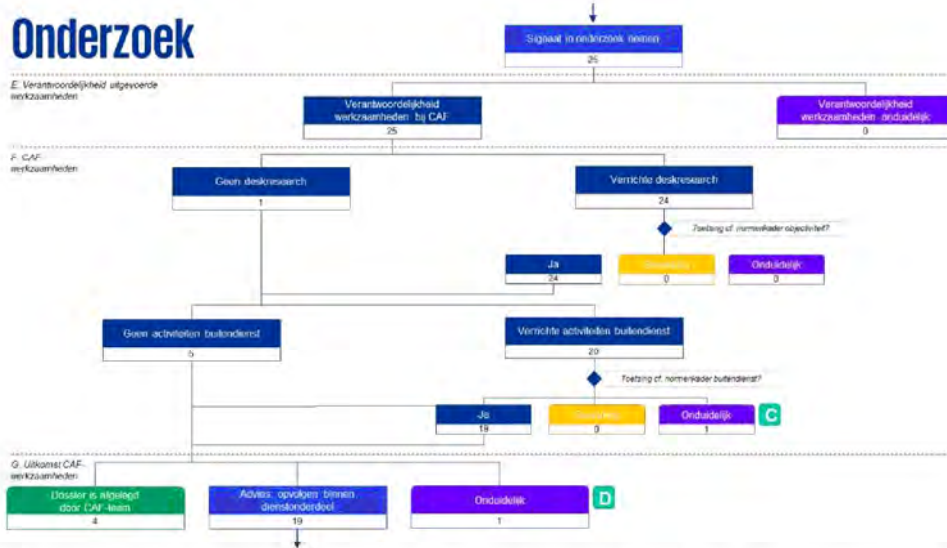 Onderzoek
Signaal in onderzoek nemen
25
E. Verantwoordelijkheid uitgevoerde
werkzaamheden
Verantwoordelijkheid
werkzaamheden bij CAF
25
Verantwoordelijkheid
werkzaamheden onduidelijk
0
F. CAF-
werkzaamheden
Geen deskresearch
1
Verrichte deskresearch
24
Toetsing cf. normenkader objectiviteit?
Ja
24
0
Onduidelijk
0
Geen activiteiten buitendienst
5
Verrichte activiteiten buitendienst
20
Toetsing cf. normenkader buitendienst?
Ja
19
0
Onduidelijk
1
C
G. Uitkomst CAF-
werkzaamheden
Dossier is afgelegd
door CAF-team
4
Advies: opvolgen binnen
dienstonderdeel
19
Onduidelijk
1
D